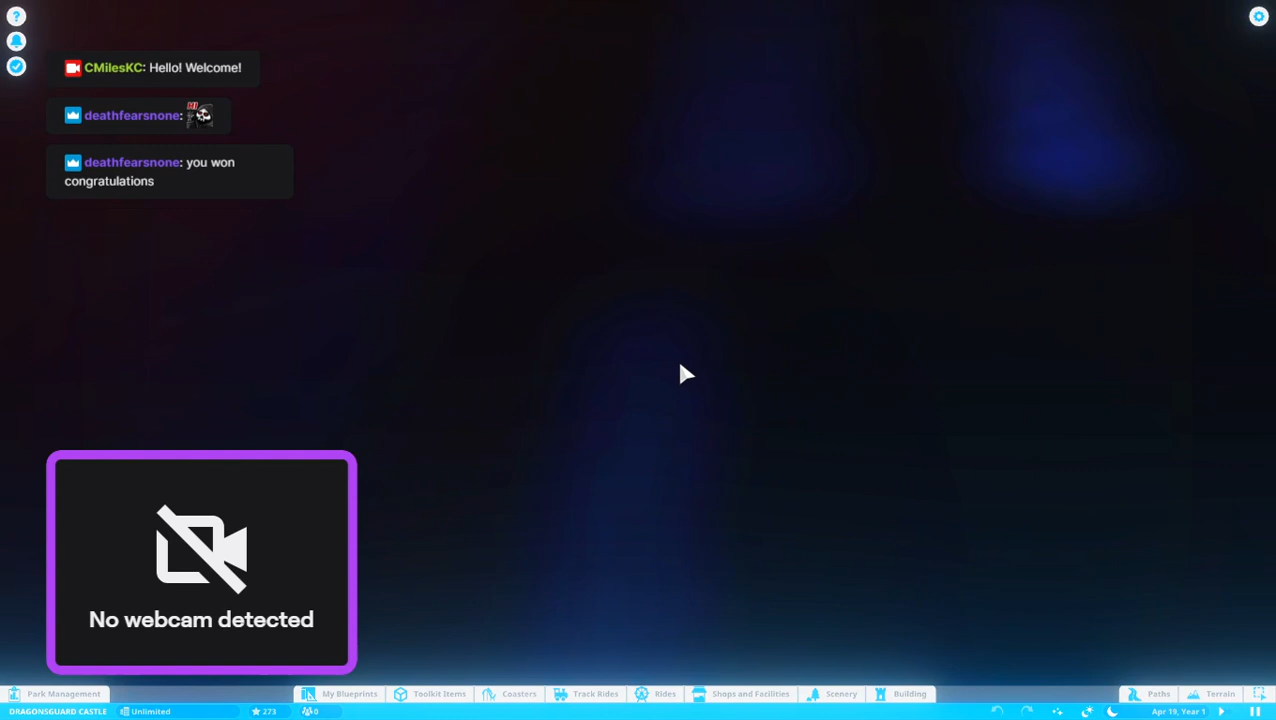 ?
CMilesKC: Hello! Welcome!
deathfearsnone: HI
deathfearsnone: you won
congratulations
No webcam detected
Park Management
My Blueprints
Toolkit Items
Coasters
Track Rides
Rides
Shops and Facilities
Scenery
Building
Paths
Terrain
DRAGONSGUARD CASTLE
Unlimited
273
0
Apr 19, Year 1